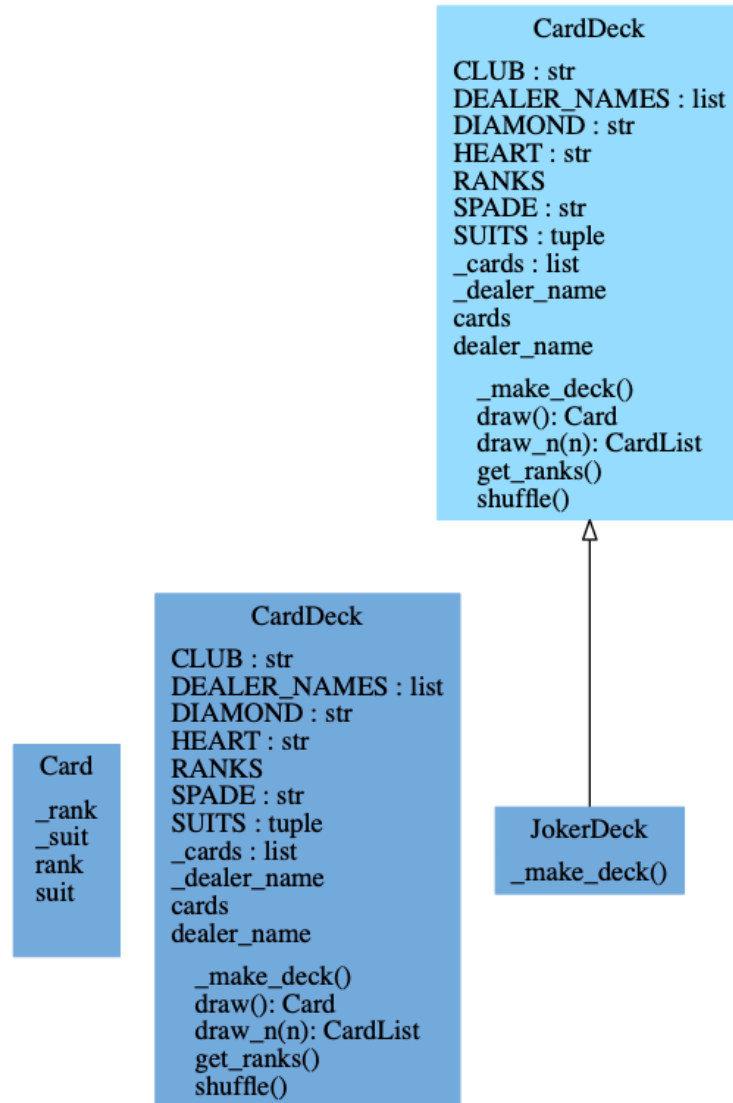 CardDeck
CLUB : str
DEALER_NAMES : list
DIAMOND : str
HEART : str
RANKS
SPADE : str
SUITS : tuple
_cards : list
_dealer_name
cards
dealer_name
_make_deck()
draw(): Card
draw_n(n): CardList
get_ranks()
shuffle()
Card
_rank
_suit
rank
suit
CardDeck
CLUB : str
DEALER_NAMES : list
DIAMOND : str
HEART : str
RANKS
SPADE : str
SUITS : tuple
_cards : list
_dealer_name
cards
dealer_name
_make_deck()
draw(): Card
draw_n(n): CardList
get_ranks()
shuffle()
JokerDeck
_make_deck()